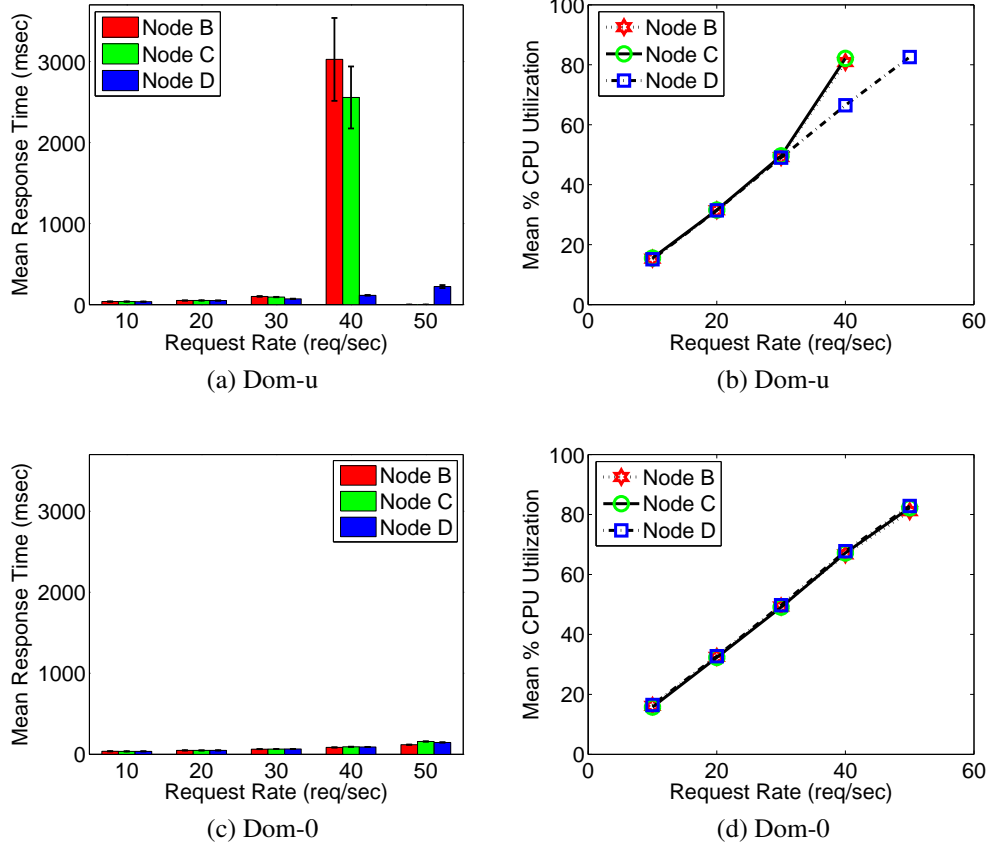 Mean Response Time (msec)
3000
2000
1000
0
Node B
Node C
Node D
10 20 30 40 50
Request Rate (req/sec)
(a) Dom-u
Mean % CPU Utilization
100
80
60
40
20
0
Node B
Node C
Node D
0 20 40 60
Request Rate (req/sec)
(b) Dom-u
Mean Response Time (msec)
3000
2000
1000
0
Node B
Node C
Node D
10 20 30 40 50
Request Rate (req/sec)
(c) Dom-0
Mean % CPU Utilization
100
80
60
40
20
0
Node B
Node C
Node D
0 20 40 60
Request Rate (req/sec)
(d) Dom-0